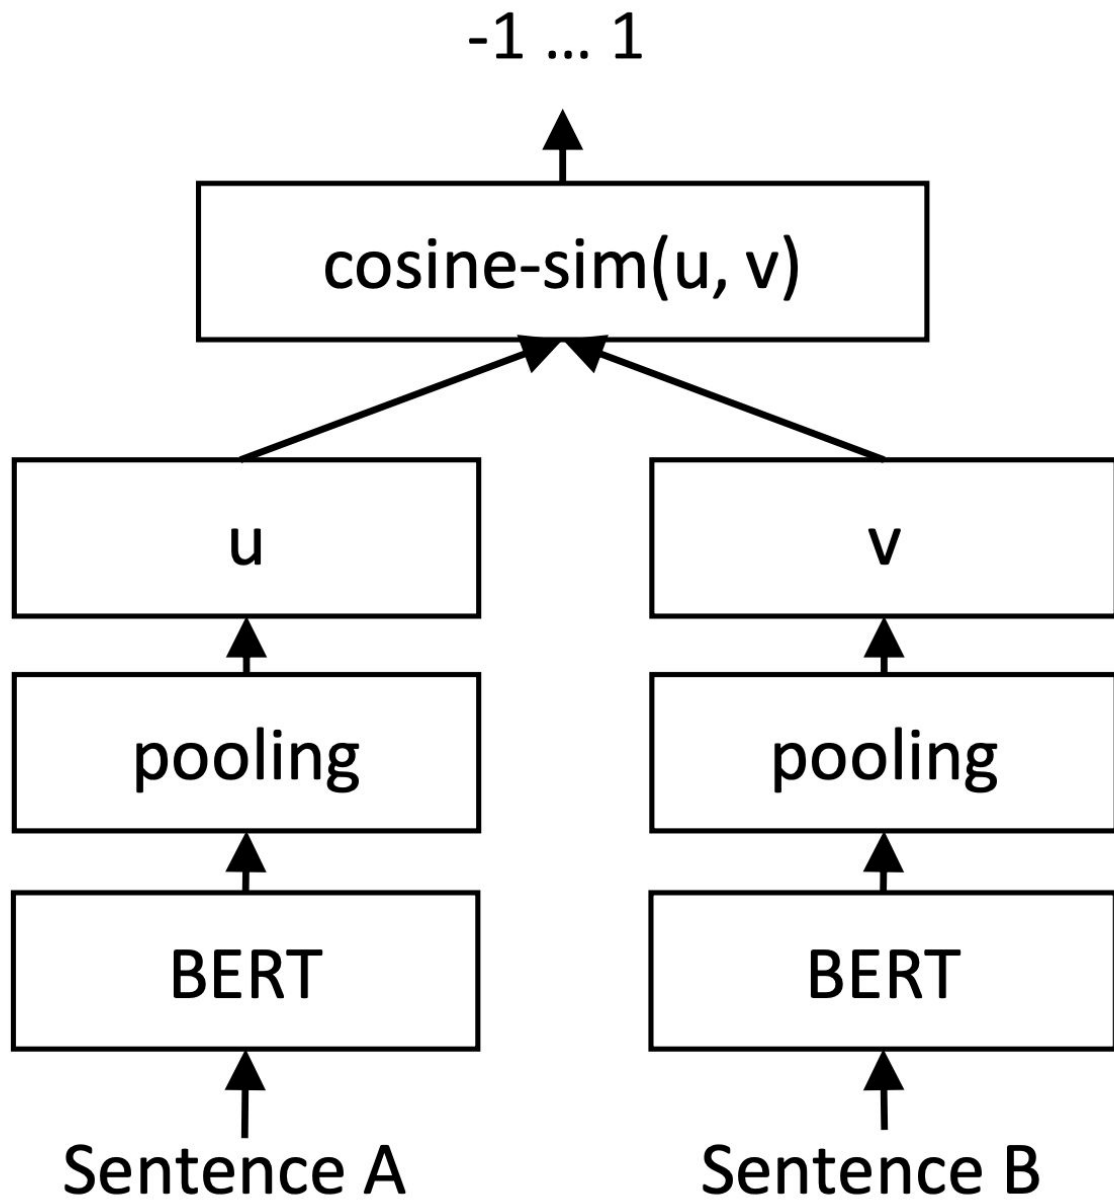 -1 ... 1
cosine-sim(u, v)
u
v
pooling
pooling
BERT
BERT
Sentence A
Sentence B